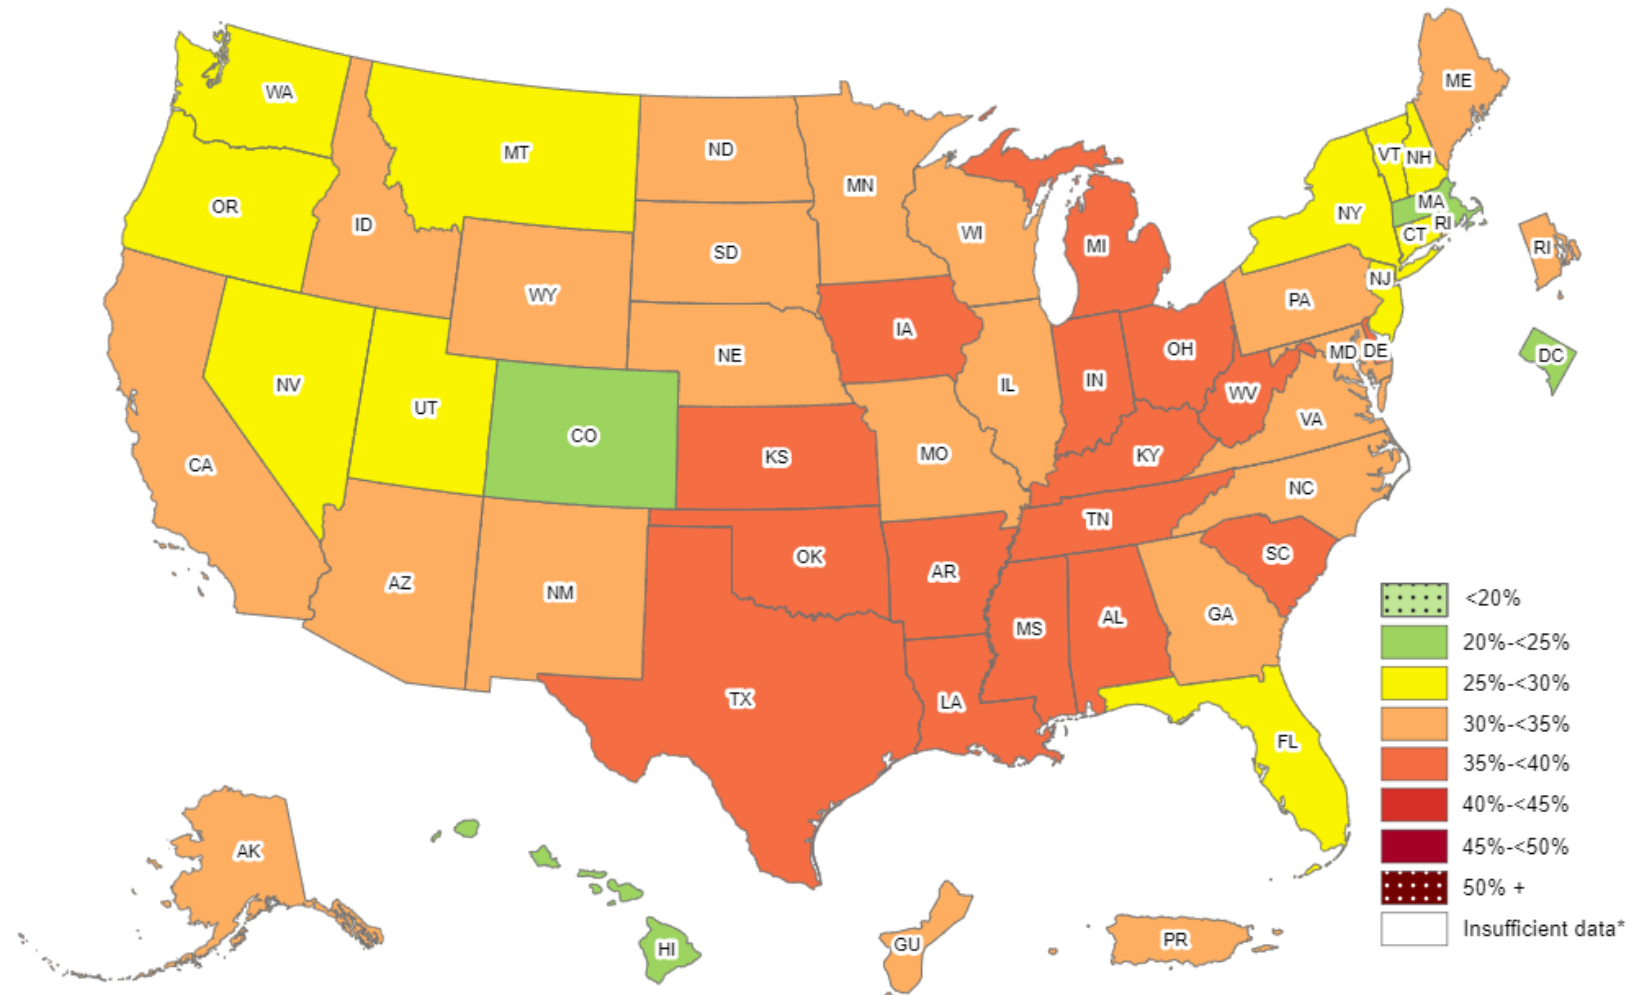 ME
WA
MT
ND
MN
VT
NH
OR
ID
SD
WI
MI
NY
MA
RI
CT
RI
WY
NE
IA
PA
NJ
NV
UT
CO
IL
IN
OH
WV
MD
DE
DC
CA
KS
MO
KY
VA
AZ
NM
OK
AR
TN
NC
SC
TX
LA
MS
AL
GA
FL
AK
HI
GU
PR
<20%
20%-<25%
25%-<30%
30%-<35%
35%-<40%
40%-<45%
45%-<50%
50% +
Insufficient data*